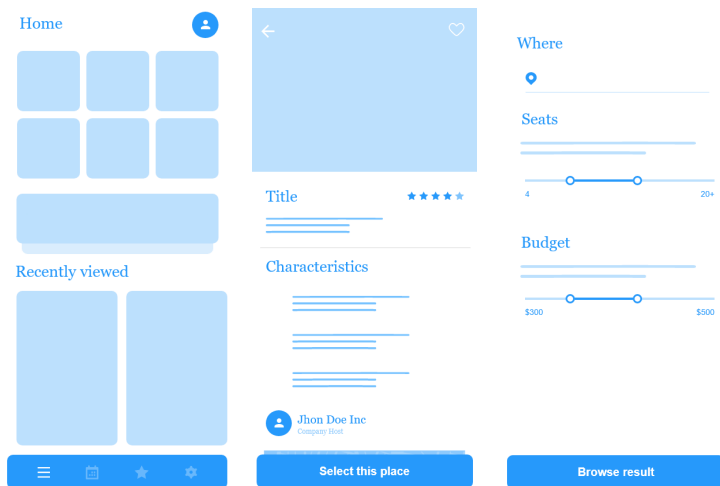 Home
Recently viewed
Title
Characteristics
Jhon Doe Inc
Company Host
Select this place
Where
Seats
4 20+
Budget
$300 $500
Browse result